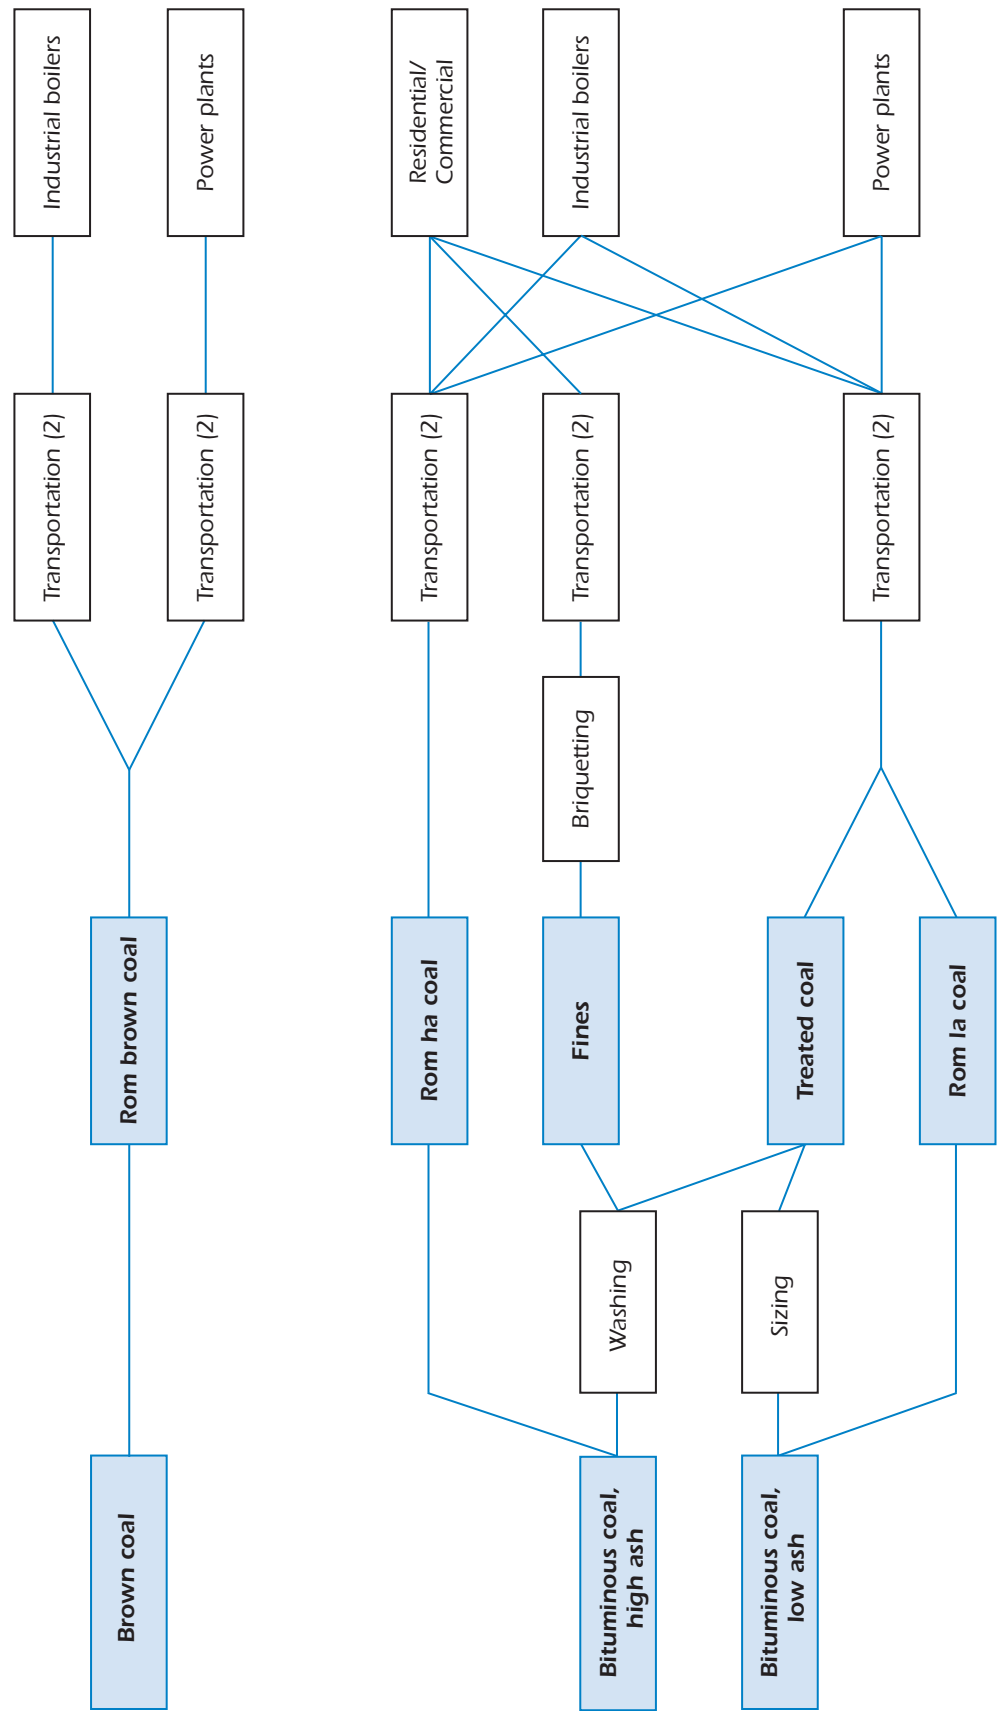 Brown coal
Bituminous coal,
high ash
Bituminous coal,
low ash
Washing
Sizing
Rom brown coal
Rom ha coal
Fines
Treated coal
Rom la coal
Briquetting
Transportation (2)
Transportation (2)
Transportation (2)
Transportation (2)
Transportation (2)
Industrial boilers
Power plants
Residential/
Commercial
Industrial boilers
Power plants